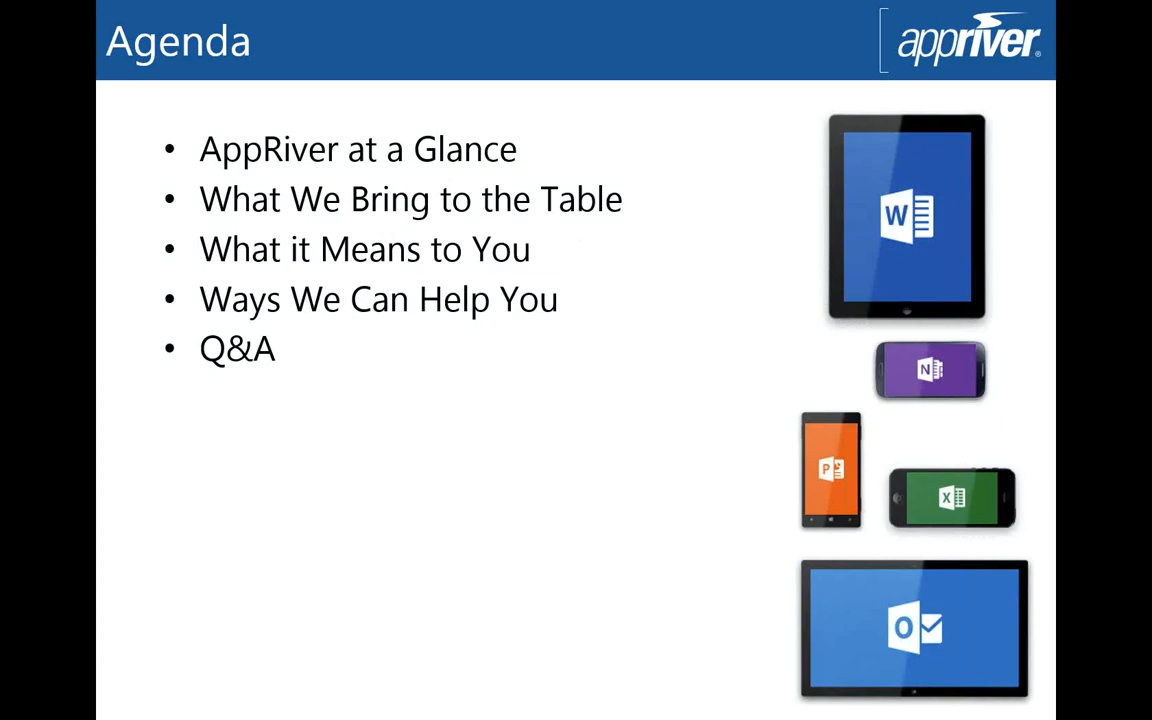 Agenda
appriver®
• AppRiver at a Glance
• What We Bring to the Table
• What it Means to You
• Ways We Can Help You
• Q&A
W
N
P
X
O